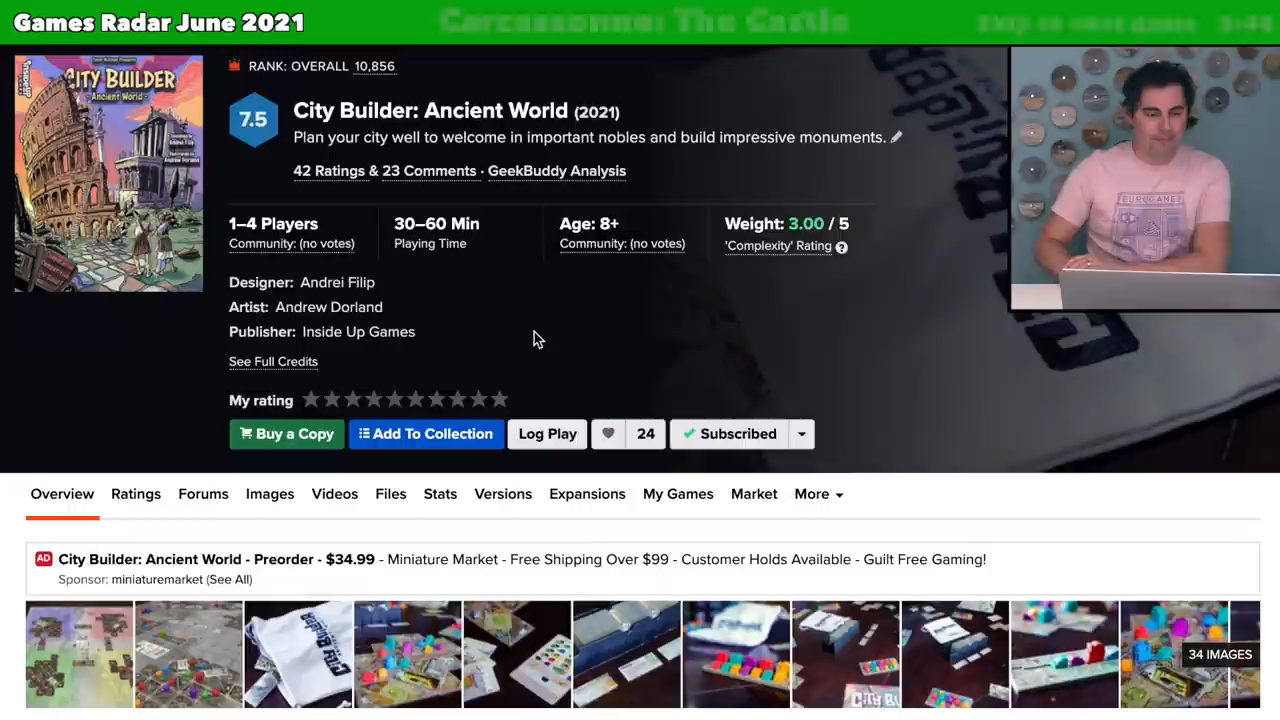 Games Radar June 2021
Carcassonne: The Castle
RANK: OVERALL 10,856
CITY BUILDER
Ancient World
7.5
City Builder: Ancient World (2021)
Plan your city well to welcome in important nobles and build impressive monuments.
42 Ratings & 23 Comments · GeekBuddy Analysis
EUROGAME
1–4 Players
30–60 Min
Age: 8+
Weight: 3.00 / 5
Community: (no votes)
Playing Time
Community: (no votes)
'Complexity' Rating ?
Designer: Andrei Filip
Artist: Andrew Dorland
Publisher: Inside Up Games
See Full Credits
My rating
Buy a Copy
Add To Collection
Log Play
24
Subscribed
Overview Ratings Forums Images Videos Files Stats Versions Expansions My Games Market More
AD City Builder: Ancient World - Preorder - $34.99 - Miniature Market - Free Shipping Over $99 - Customer Holds Available - Guilt Free Gaming!
Sponsor: miniaturemarket (See All)
CITY BUILDER
34 IMAGES